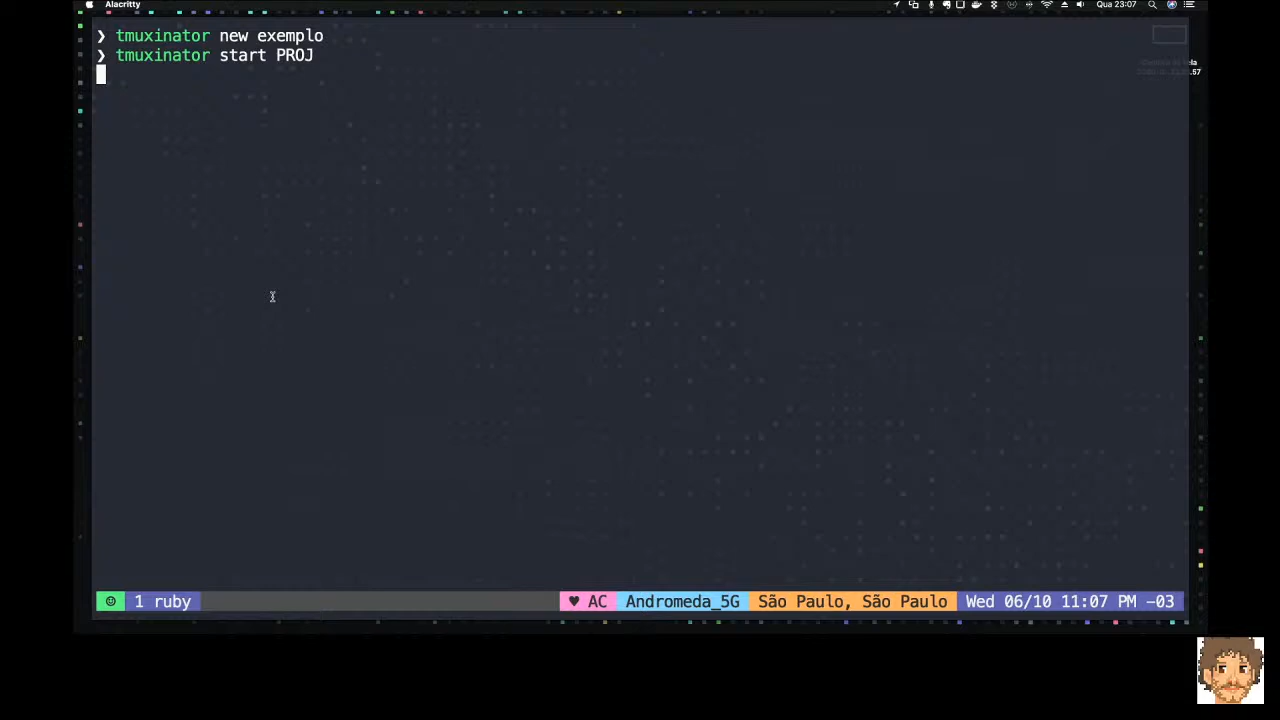 Alacritty
Qua 23:07
❯ tmuxinator new exemplo
❯ tmuxinator start PROJ
☺ 1 ruby
♥ AC Andromeda_5G São Paulo, São Paulo Wed 06/10 11:07 PM -03